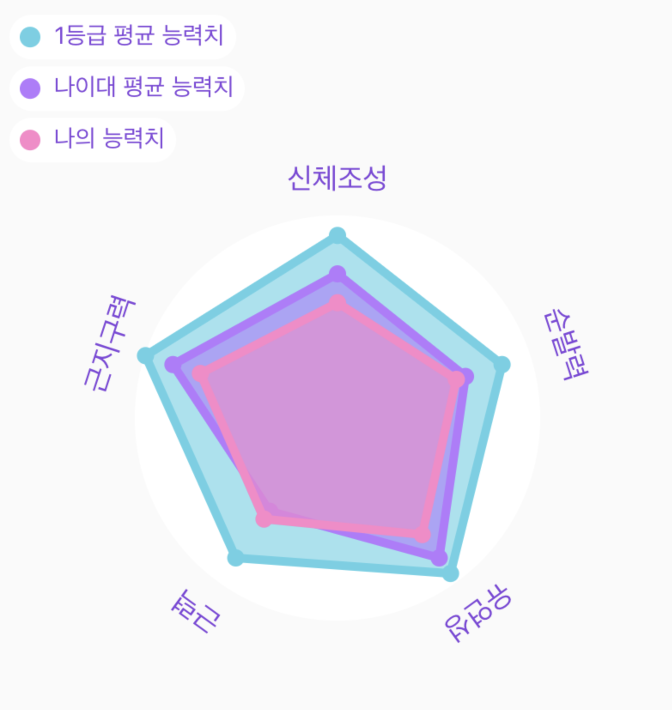 1등급 평균 능력치
나이대 평균 능력치
나의 능력치
신체조성
순발력
유연성
근력
근지구력